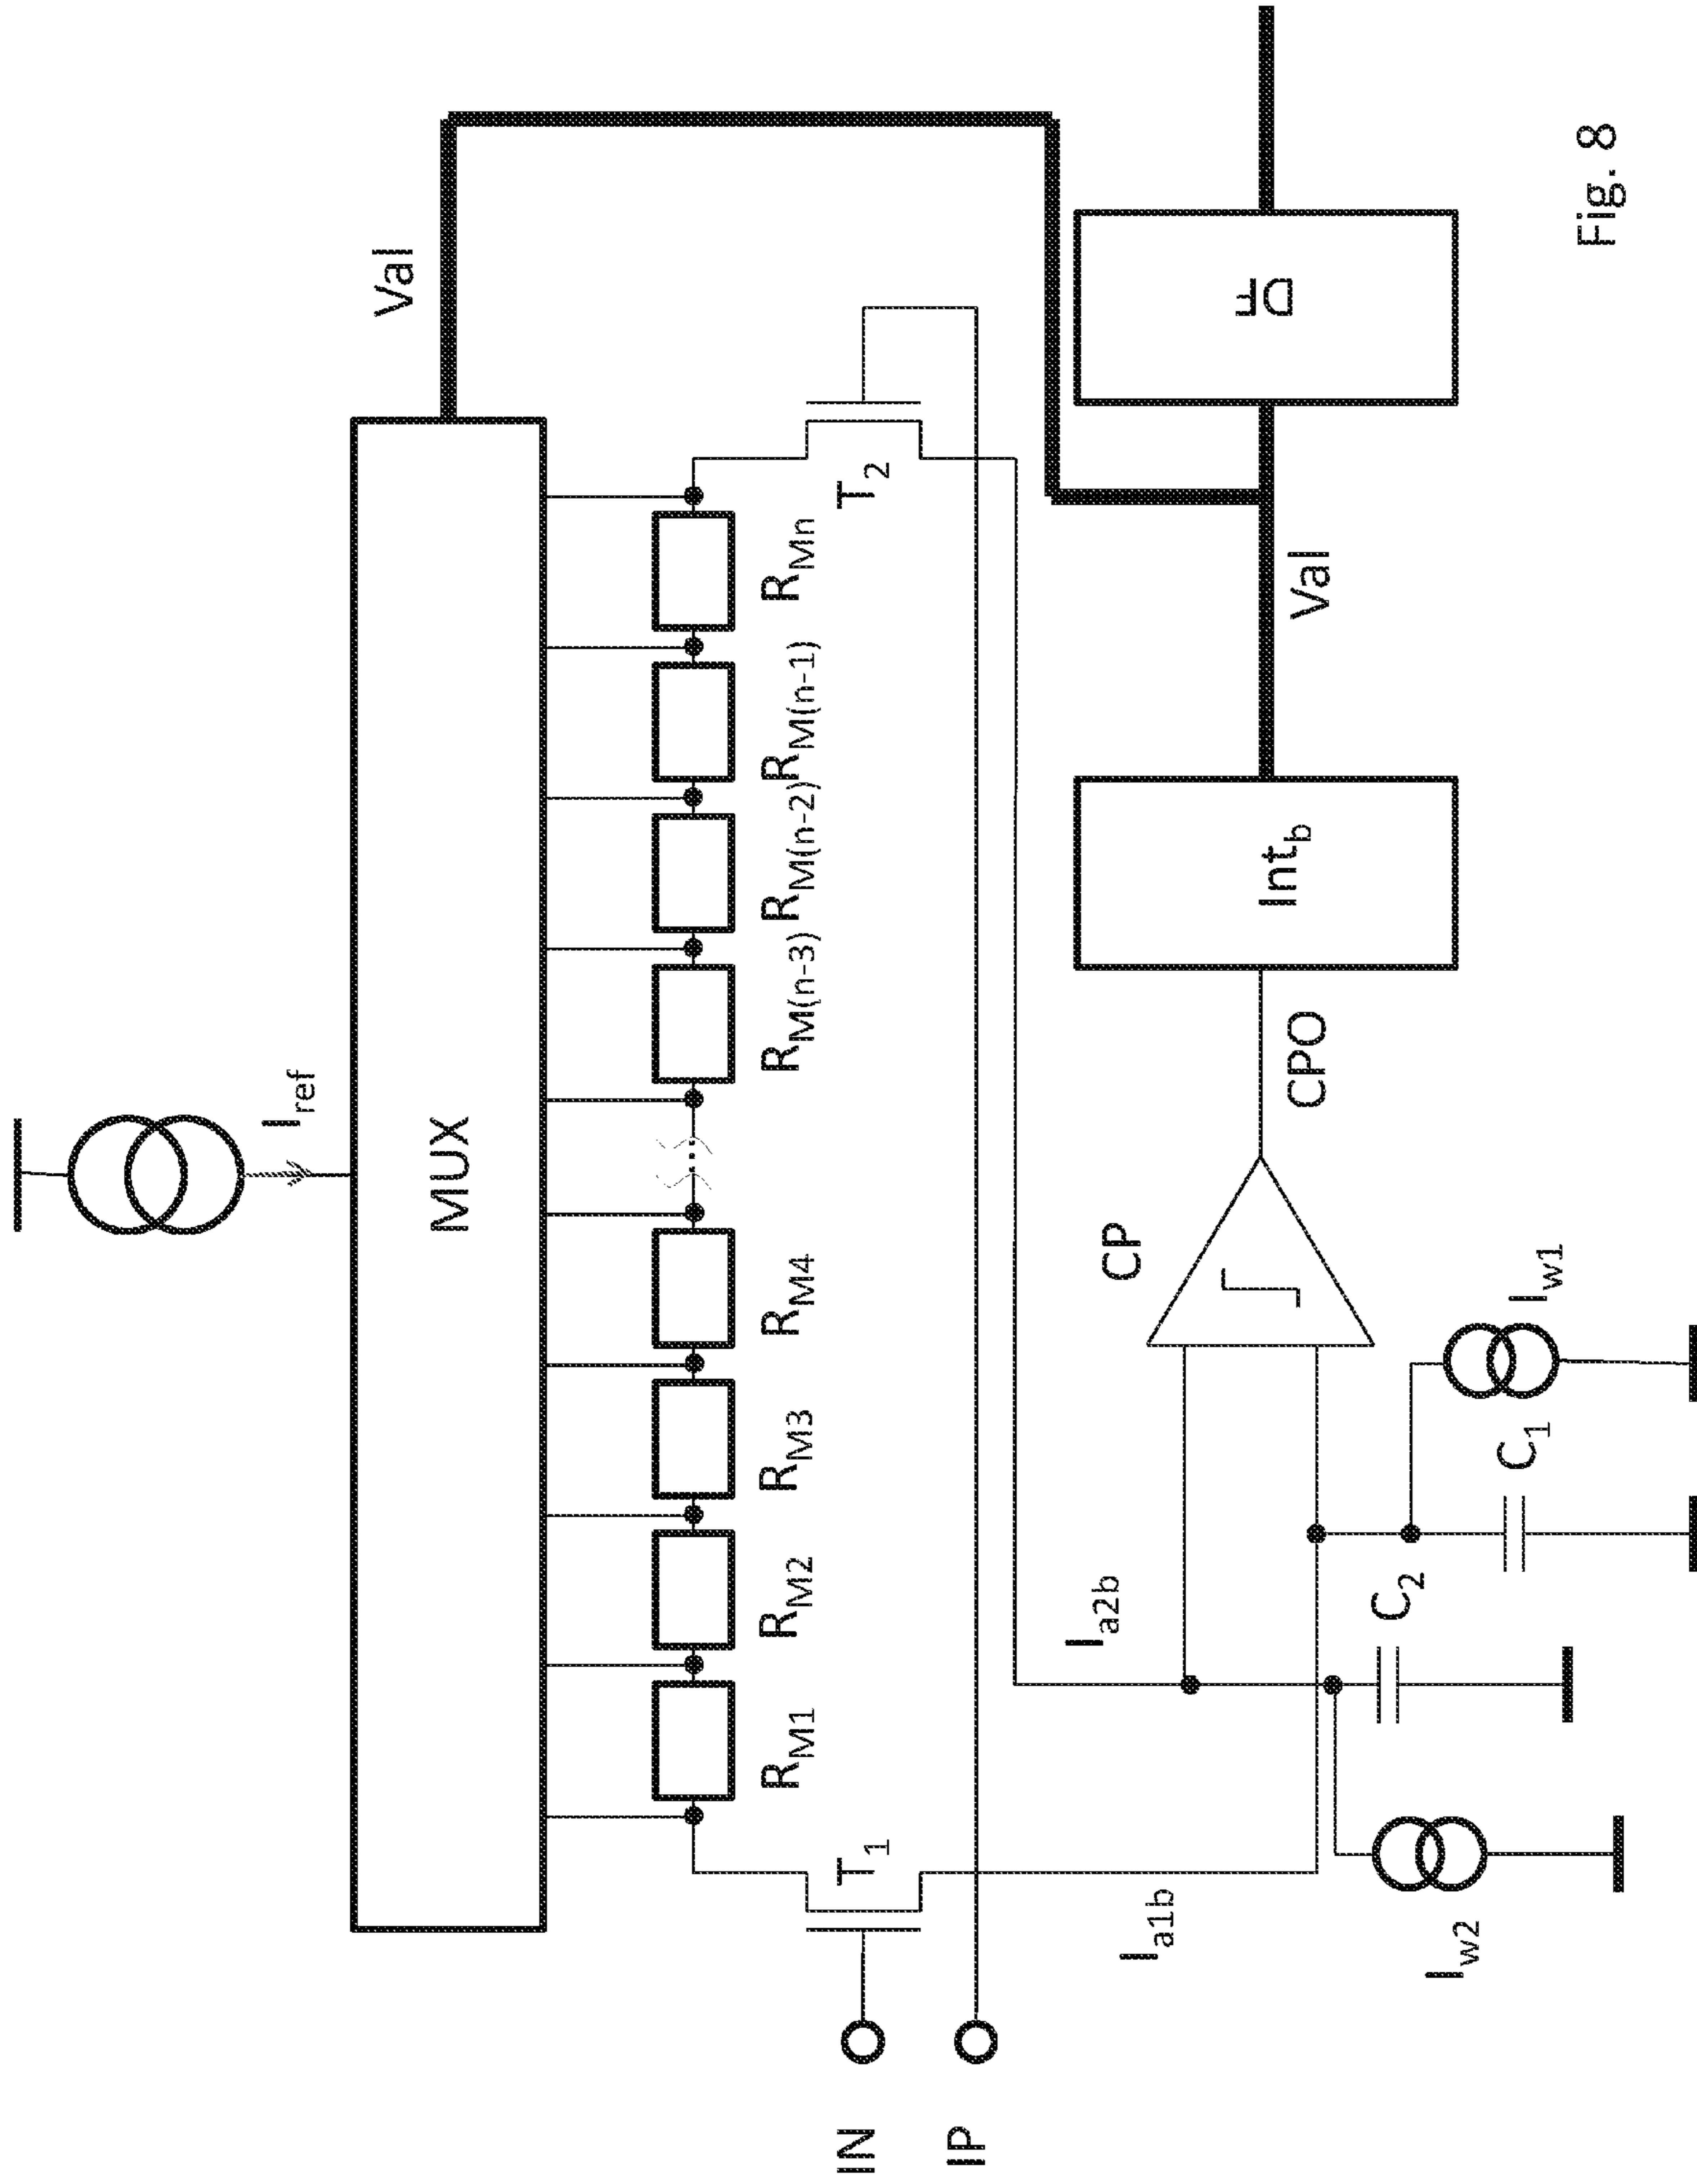 I_ref
MUX
Val
R_M1
R_M2
R_M3
R_M4
R_M(n-3)
R_M(n-2)
R_M(n-1)
R_Mn
T_1
T_2
IN
IP
I_a1b
I_a2b
CP
CPO
Int_b
Val
DF
I_w2
C_2
C_1
I_w1
Fig. 8